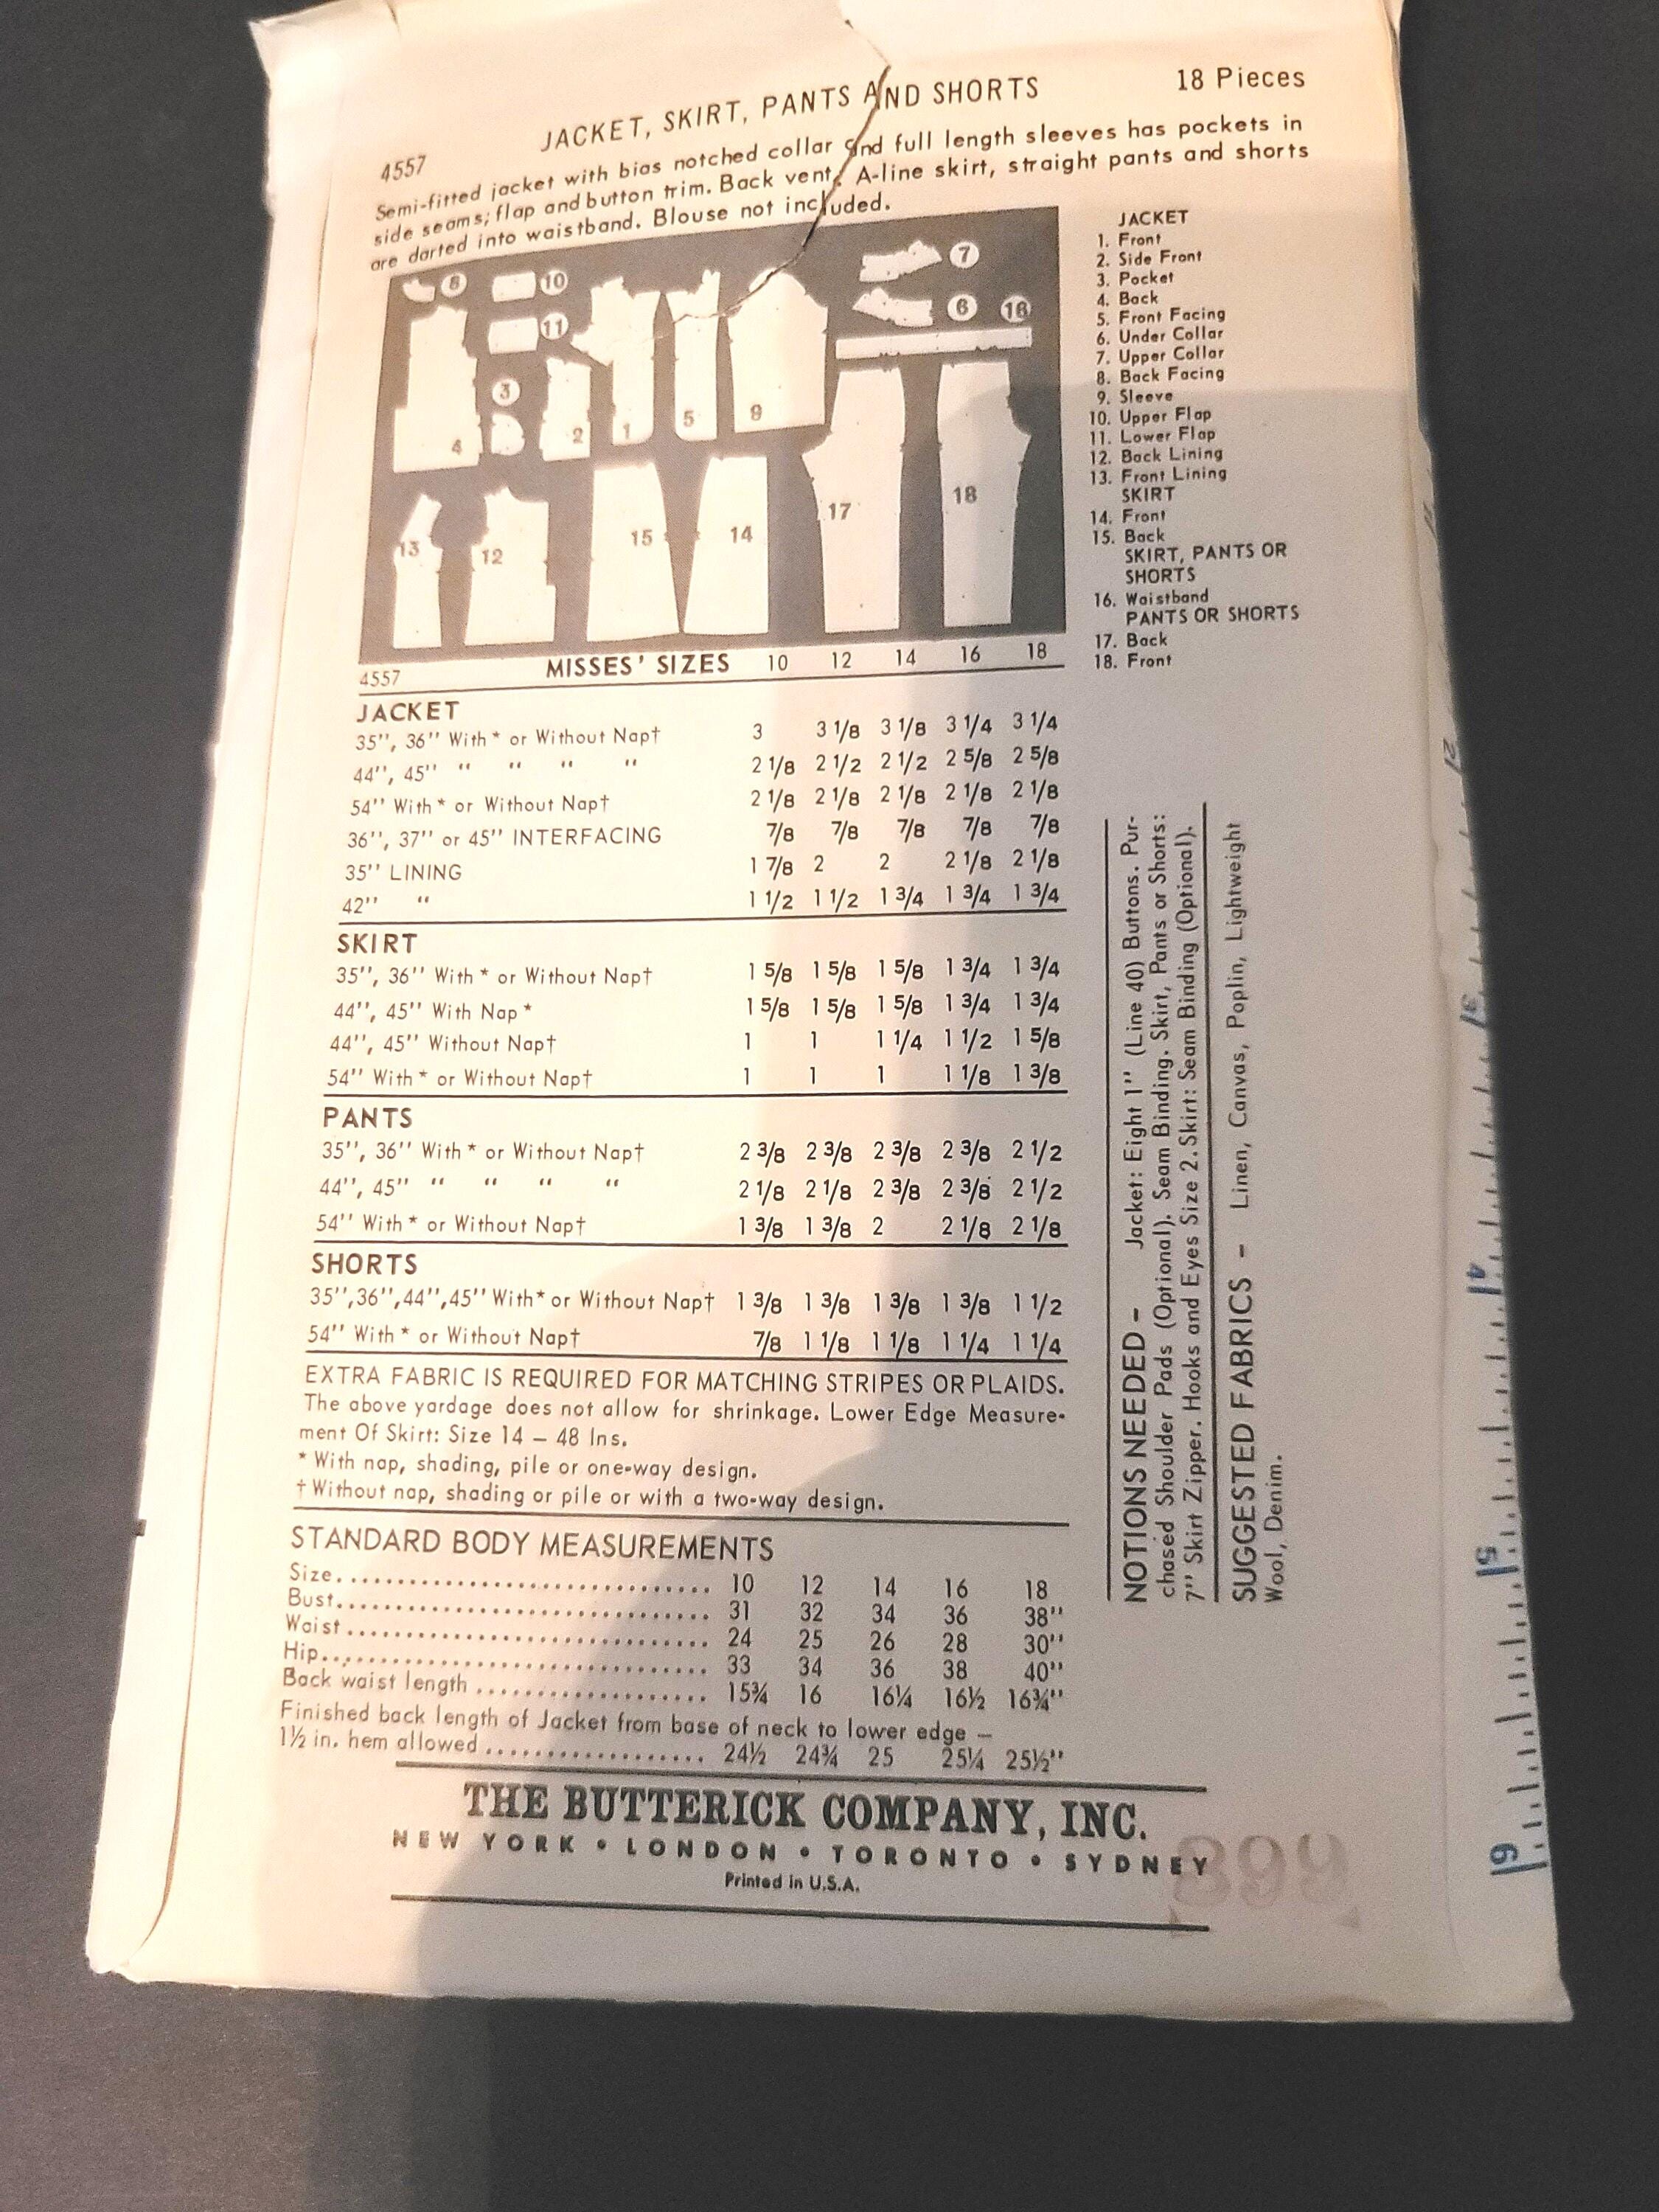 JACKET, SKIRT, PANTS AND SHORTS
18 Pieces
4557
Semi-fitted jacket with bias notched collar and full length sleeves has pockets in
side seams; flap and button trim. Back vent. A-line skirt, straight pants and shorts
are darted into waistband. Blouse not included.
8
10
11
3
4
2
1
5
9
7
6
16
13
12
15
14
17
18
JACKET
1. Front
2. Side Front
3. Pocket
4. Back
5. Front Facing
6. Under Collar
7. Upper Collar
8. Back Facing
9. Sleeve
10. Upper Flap
11. Lower Flap
12. Back Lining
13. Front Lining
SKIRT
14. Front
15. Back
SKIRT, PANTS OR
SHORTS
16. Waistband
PANTS OR SHORTS
17. Back
18. Front
4557 MISSES' SIZES 10 12 14 16 18
JACKET
35", 36" With * or Without Nap† 3 3 1/8 3 1/8 3 1/4 3 1/4
44", 45" " " " " 2 1/8 2 1/2 2 1/2 2 5/8 2 5/8
54" With * or Without Nap† 2 1/8 2 1/8 2 1/8 2 1/8 2 1/8
36", 37" or 45" INTERFACING 7/8 7/8 7/8 7/8 7/8
35" LINING 1 7/8 2 2 2 1/8 2 1/8
42" " 1 1/2 1 1/2 1 3/4 1 3/4 1 3/4
SKIRT
35", 36" With * or Without Nap† 1 5/8 1 5/8 1 5/8 1 3/4 1 3/4
44", 45" With Nap * 1 5/8 1 5/8 1 5/8 1 3/4 1 3/4
44", 45" Without Nap† 1 1 1 1/4 1 1/2 1 5/8
54" With * or Without Nap† 1 1 1 1 1/8 1 3/8
PANTS
35", 36" With * or Without Nap† 2 3/8 2 3/8 2 3/8 2 3/8 2 1/2
44", 45" " " " " 2 1/8 2 1/8 2 3/8 2 3/8 2 1/2
54" With * or Without Nap† 1 3/8 1 3/8 2 2 1/8 2 1/8
SHORTS
35",36",44",45" With* or Without Nap† 1 3/8 1 3/8 1 3/8 1 3/8 1 1/2
54" With * or Without Nap† 7/8 1 1/8 1 1/8 1 1/4 1 1/4
EXTRA FABRIC IS REQUIRED FOR MATCHING STRIPES OR PLAIDS.
The above yardage does not allow for shrinkage. Lower Edge Measure-
ment Of Skirt: Size 14 – 48 Ins.
* With nap, shading, pile or one-way design.
† Without nap, shading or pile or with a two-way design.
NOTIONS NEEDED – Jacket: Eight 1" (Line 40) Buttons. Pur-
chased Shoulder Pads (Optional). Seam Binding. Skirt, Pants or Shorts:
7" Skirt Zipper. Hooks and Eyes Size 2. Skirt: Seam Binding (Optional).
SUGGESTED FABRICS – Linen, Canvas, Poplin, Lightweight
Wool, Denim.
STANDARD BODY MEASUREMENTS
Size 10 12 14 16 18
Bust 31 32 34 36 38"
Waist 24 25 26 28 30"
Hip 33 34 36 38 40"
Back waist length 15¾ 16 16¼ 16½ 16¾"
Finished back length of Jacket from base of neck to lower edge –
1½ in. hem allowed 24½ 24¾ 25 25¼ 25½"
THE BUTTERICK COMPANY, INC.
NEW YORK • LONDON • TORONTO • SYDNEY
Printed in U.S.A.